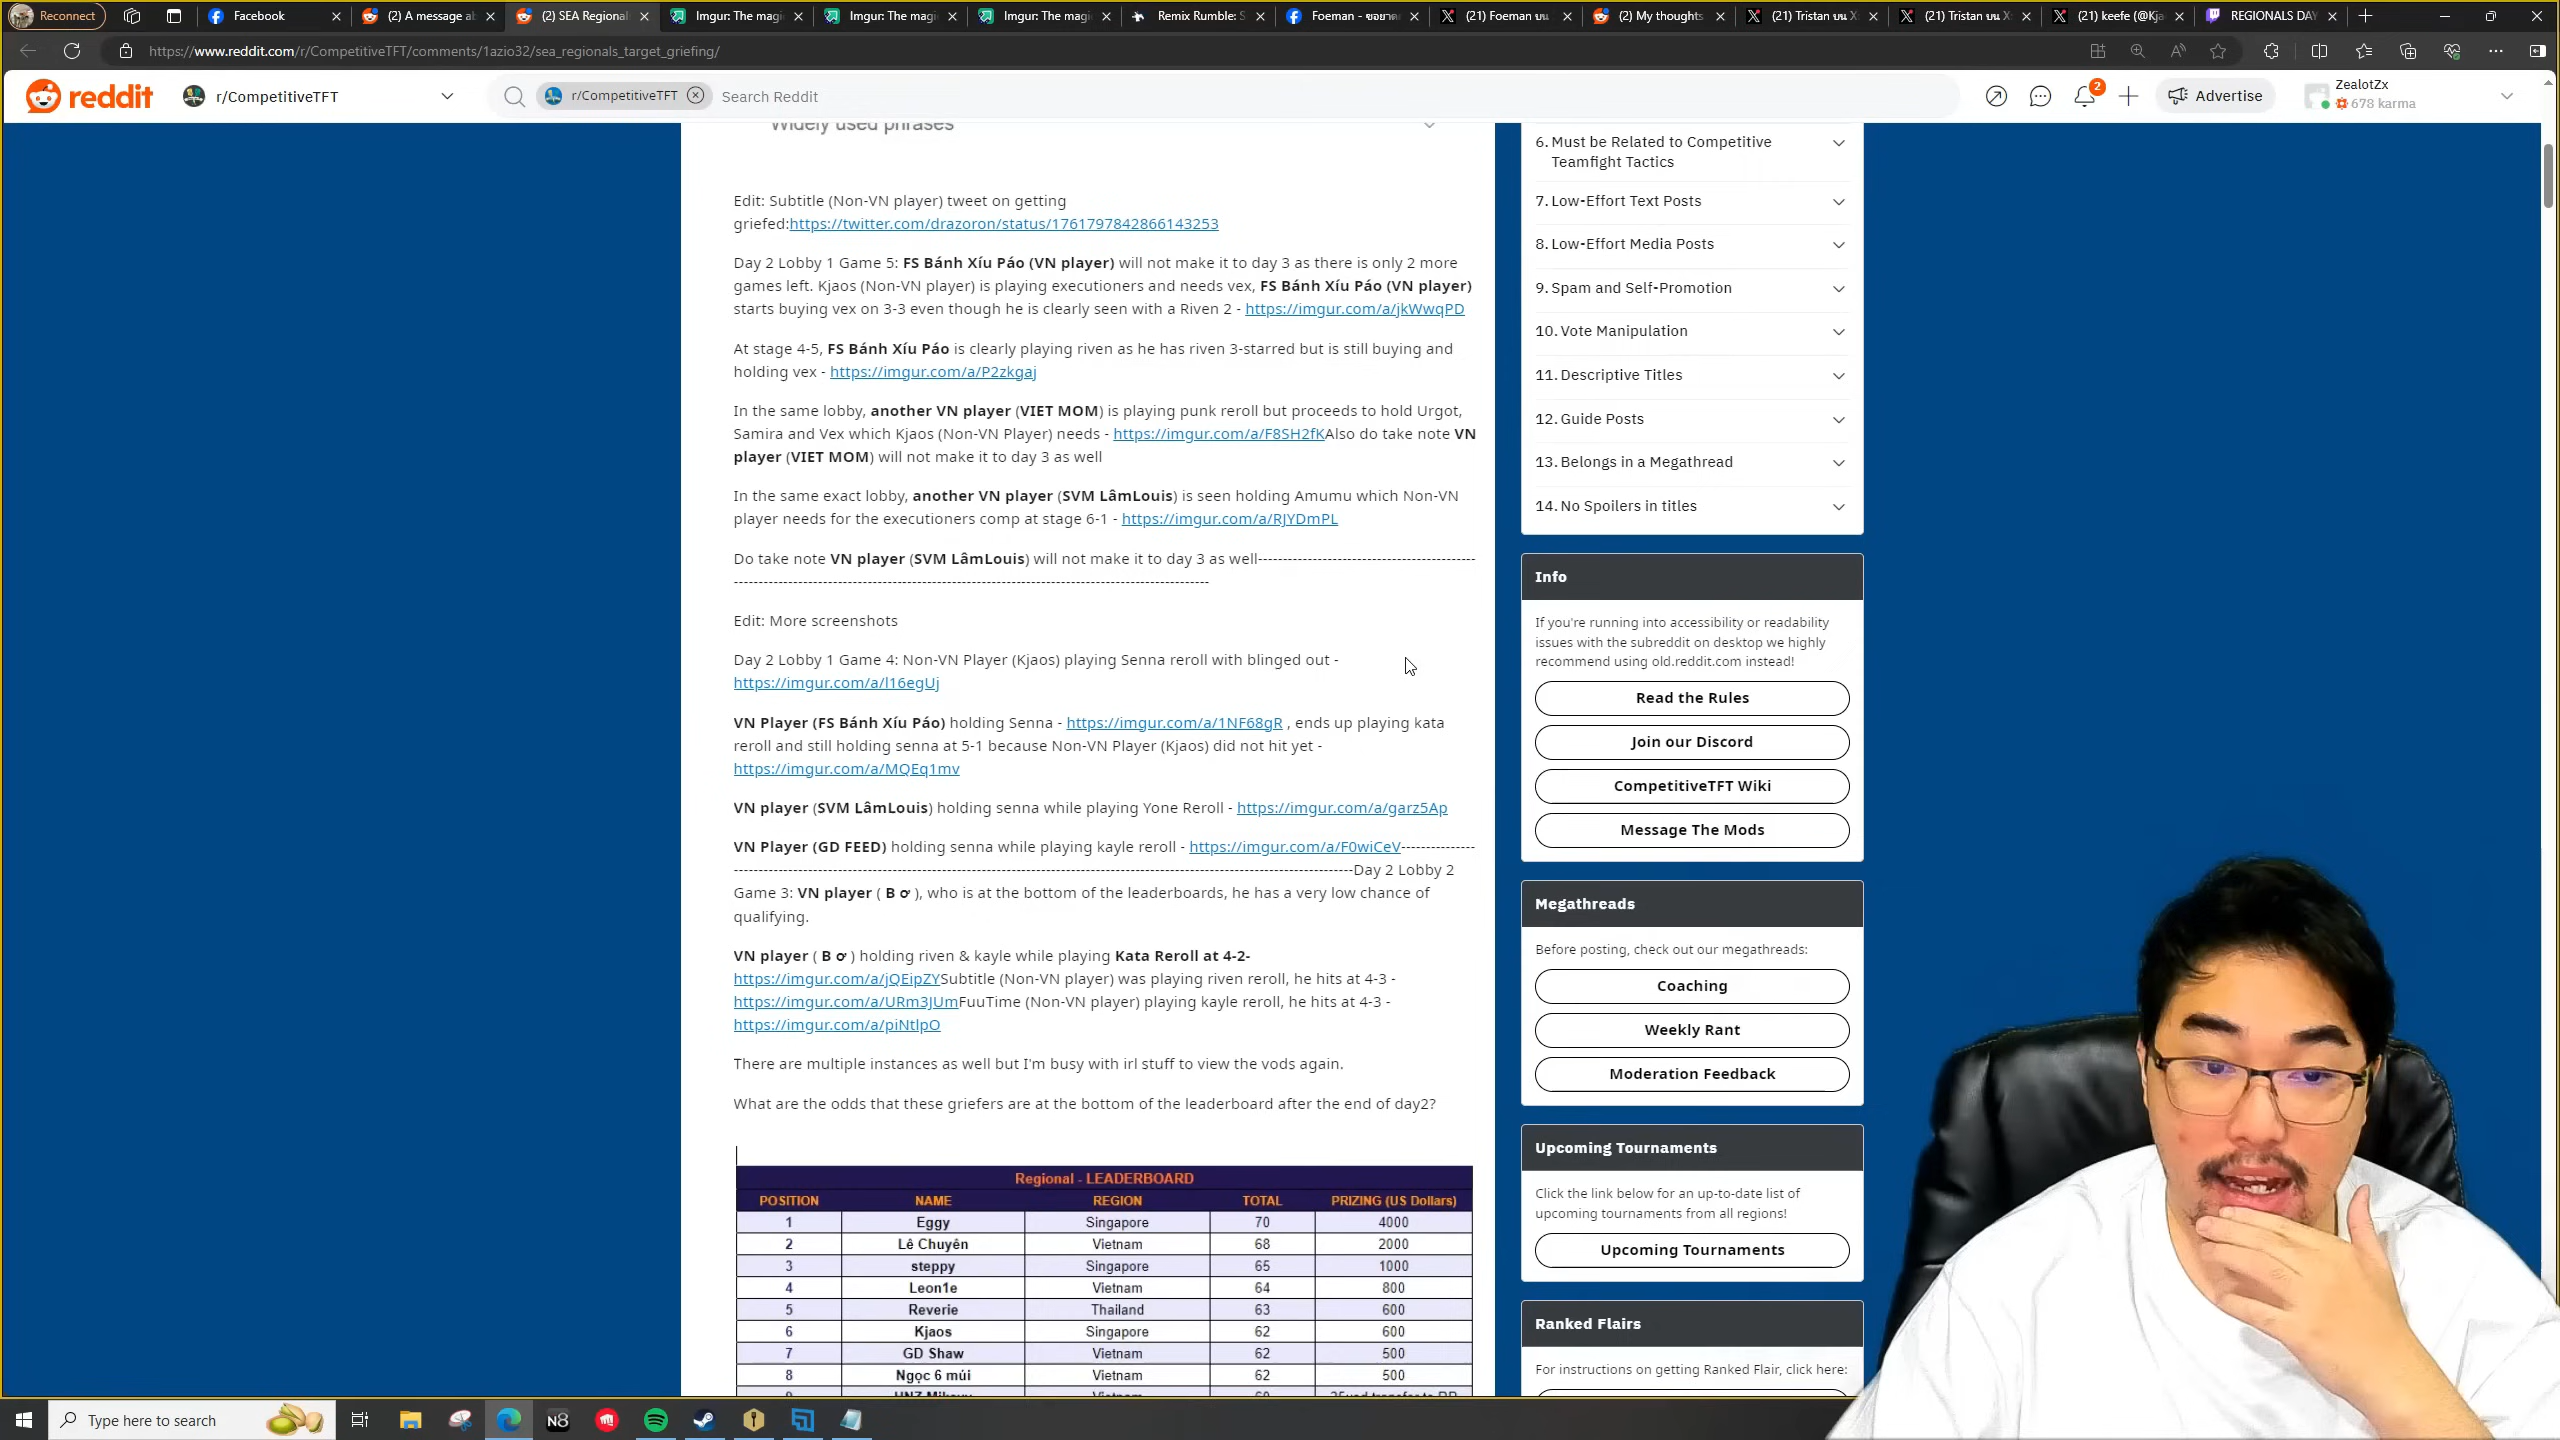 Reconnect
Facebook
(2) A message ab
(2) SEA Regional
Imgur: The magi
Imgur: The magi
Imgur: The magi
Remix Rumble: S
Foeman - ขอยาด
(21) Foeman บน
(2) My thoughts
(21) Tristan บน X
(21) Tristan บน X
(21) keefe (@Kja
REGIONALS DAY
https://www.reddit.com/r/CompetitiveTFT/comments/1azio32/sea_regionals_target_griefing/
reddit
r/CompetitiveTFT
r/CompetitiveTFT
Search Reddit
2
Advertise
ZealotZx
678 karma
Widely used phrases
Edit: Subtitle (Non-VN player) tweet on getting
griefed:https://twitter.com/drazoron/status/1761797842866143253
Day 2 Lobby 1 Game 5: FS Bánh Xíu Páo (VN player) will not make it to day 3 as there is only 2 more
games left. Kjaos (Non-VN player) is playing executioners and needs vex, FS Bánh Xíu Páo (VN player)
starts buying vex on 3-3 even though he is clearly seen with a Riven 2 - https://imgur.com/a/jkWwqPD
At stage 4-5, FS Bánh Xíu Páo is clearly playing riven as he has riven 3-starred but is still buying and
holding vex - https://imgur.com/a/P2zkgaj
In the same lobby, another VN player (VIET MOM) is playing punk reroll but proceeds to hold Urgot,
Samira and Vex which Kjaos (Non-VN Player) needs - https://imgur.com/a/F8SH2fKAlso do take note VN
player (VIET MOM) will not make it to day 3 as well
In the same exact lobby, another VN player (SVM LâmLouis) is seen holding Amumu which Non-VN
player needs for the executioners comp at stage 6-1 - https://imgur.com/a/RJYDmPL
Do take note VN player (SVM LâmLouis) will not make it to day 3 as well--------------------------------------------
------------------------------------------------------------------------------------------------
Edit: More screenshots
Day 2 Lobby 1 Game 4: Non-VN Player (Kjaos) playing Senna reroll with blinged out -
https://imgur.com/a/l16egUj
VN Player (FS Bánh Xíu Páo) holding Senna - https://imgur.com/a/1NF68gR , ends up playing kata
reroll and still holding senna at 5-1 because Non-VN Player (Kjaos) did not hit yet -
https://imgur.com/a/MQEq1mv
VN player (SVM LâmLouis) holding senna while playing Yone Reroll - https://imgur.com/a/garz5Ap
VN Player (GD FEED) holding senna while playing kayle reroll - https://imgur.com/a/F0wiCeV---------------
-----------------------------------------------------------------------------------------------------------------------------Day 2 Lobby 2
Game 3: VN player ( B ơ ), who is at the bottom of the leaderboards, he has a very low chance of
qualifying.
VN player ( B ơ ) holding riven & kayle while playing Kata Reroll at 4-2-
https://imgur.com/a/jQEipZYSubtitle (Non-VN player) was playing riven reroll, he hits at 4-3 -
https://imgur.com/a/URm3JUmFuuTime (Non-VN player) playing kayle reroll, he hits at 4-3 -
https://imgur.com/a/piNtlpO
There are multiple instances as well but I'm busy with irl stuff to view the vods again.
What are the odds that these griefers are at the bottom of the leaderboard after the end of day2?
Regional - LEADERBOARD
POSITION NAME REGION TOTAL PRIZING (US Dollars)
1 Eggy Singapore 70 4000
2 Lê Chuyên Vietnam 68 2000
3 steppy Singapore 65 1000
4 Leon1e Vietnam 64 800
5 Reverie Thailand 63 600
6 Kjaos Singapore 62 600
7 GD Shaw Vietnam 62 500
8 Ngọc 6 múi Vietnam 62 500
6. Must be Related to Competitive
Teamfight Tactics
7. Low-Effort Text Posts
8. Low-Effort Media Posts
9. Spam and Self-Promotion
10. Vote Manipulation
11. Descriptive Titles
12. Guide Posts
13. Belongs in a Megathread
14. No Spoilers in titles
Info
If you're running into accessibility or readability
issues with the subreddit on desktop we highly
recommend using old.reddit.com instead!
Read the Rules
Join our Discord
CompetitiveTFT Wiki
Message The Mods
Megathreads
Before posting, check out our megathreads:
Coaching
Weekly Rant
Moderation Feedback
Upcoming Tournaments
Click the link below for an up-to-date list of
upcoming tournaments from all regions!
Upcoming Tournaments
Ranked Flairs
For instructions on getting Ranked Flair, click here:
Type here to search
N8